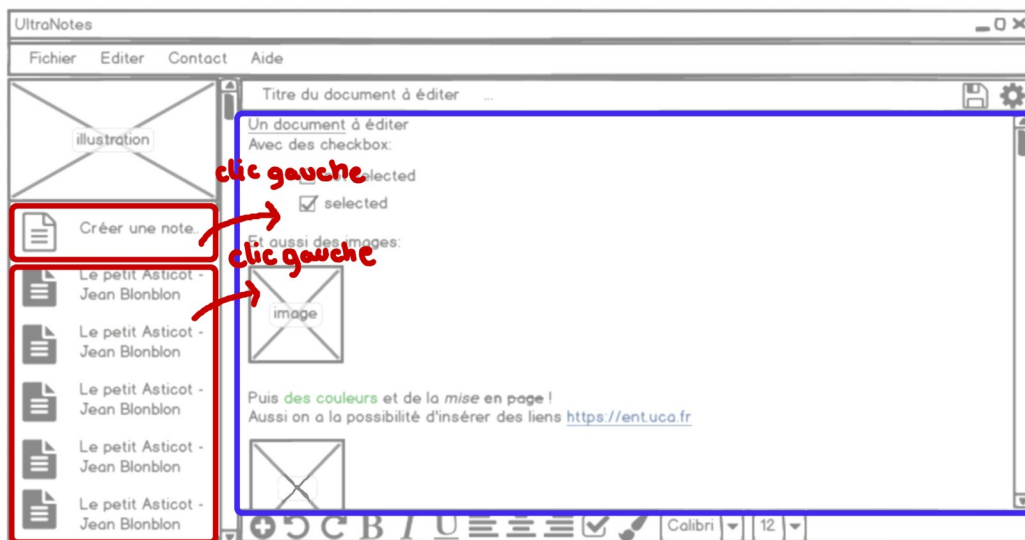 UltraNotes
Fichier Editer Contact Aide
illustration
Titre du document à éditer ...
Un document à éditer
Avec des checkbox:
clic gauche
selected
selected
Créer une note..
Et aussi des images:
clic gauche
image
Le petit Asticot -
Jean Blonblon
Le petit Asticot -
Jean Blonblon
Le petit Asticot -
Jean Blonblon
Le petit Asticot -
Jean Blonblon
Le petit Asticot -
Jean Blonblon
Puis des couleurs et de la mise en page !
Aussi on a la possibilité d'insérer des liens https://ent.uca.fr
B I U Calibri 12